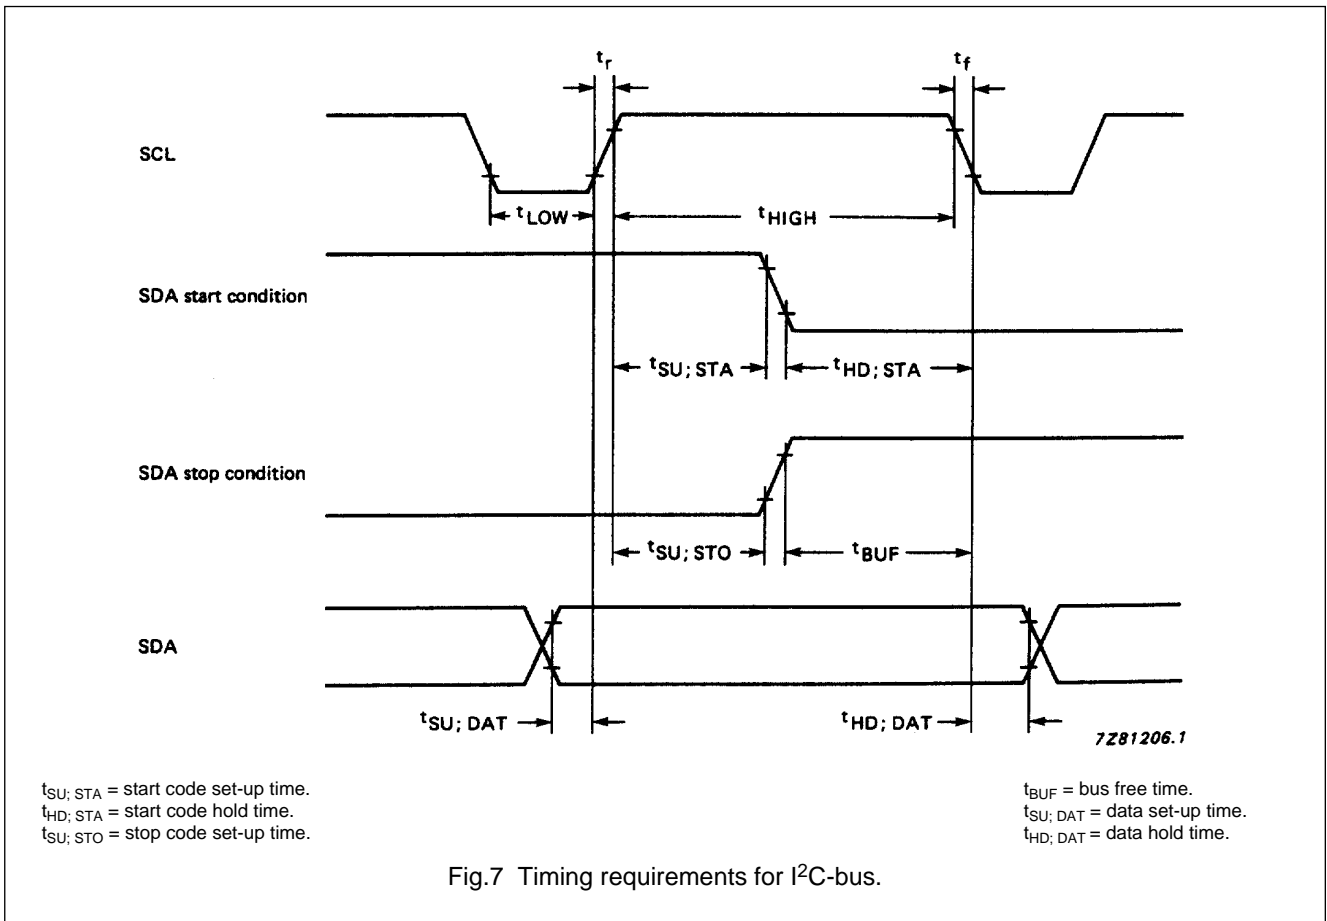 tr
tf
SCL
tLOW
tHIGH
SDA start condition
tSU; STA
tHD; STA
SDA stop condition
tSU; STO
tBUF
SDA
tSU; DAT
tHD; DAT
7Z81206.1
tSU; STA = start code set-up time.
tHD; STA = start code hold time.
tSU; STO = stop code set-up time.
tBUF = bus free time.
tSU; DAT = data set-up time.
tHD; DAT = data hold time.
Fig.7 Timing requirements for I²C-bus.